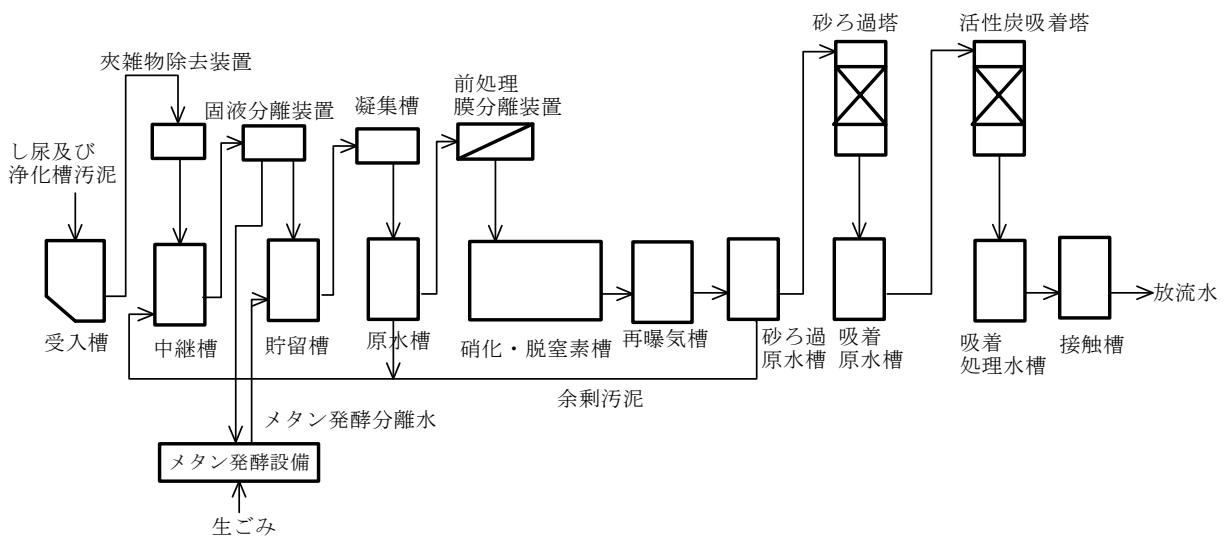 砂ろ過塔
活性炭吸着塔
夾雑物除去装置
固液分離装置
凝集槽
前処理
膜分離装置
し尿及び
浄化槽汚泥
受入槽
中継槽
貯留槽
原水槽
硝化・脱窒素槽
再曝気槽
砂ろ過
原水槽
吸着
原水槽
吸着
処理水槽
接触槽
放流水
余剰汚泥
メタン発酵分離水
メタン発酵設備
生ごみ